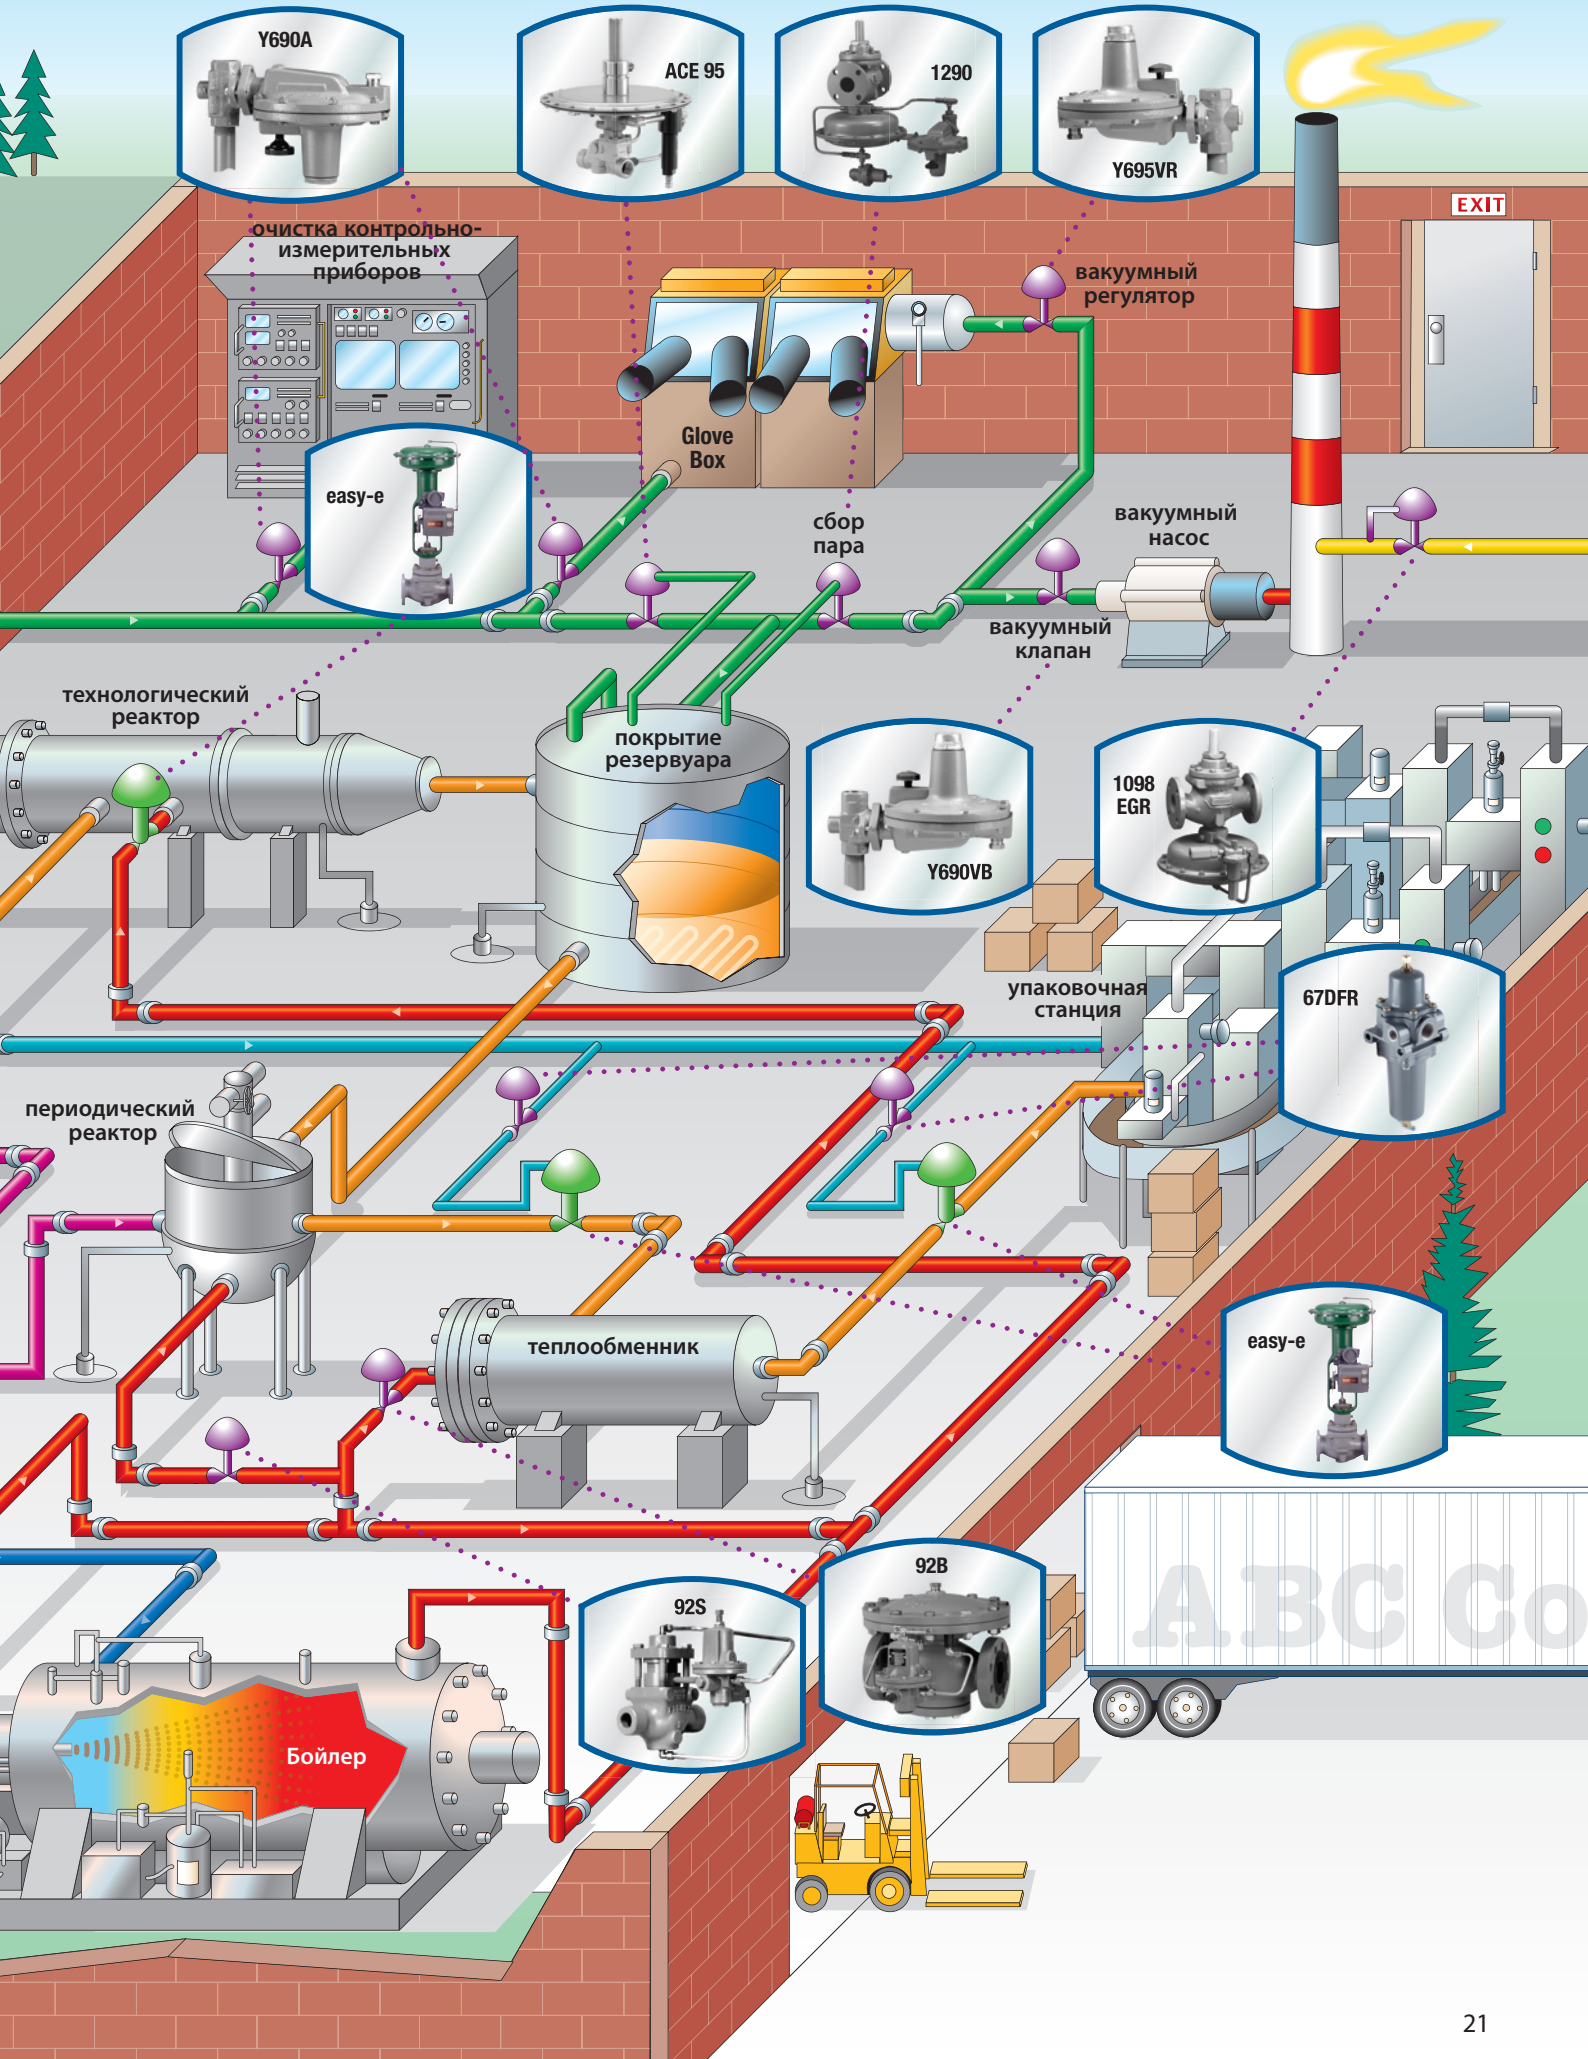 Y690A
ACE 95
1290
Y695VR
EXIT
очистка контрольно-
измерительных
приборов
вакуумный
регулятор
Glove
Box
easy-e
сбор
пара
вакуумный
насос
вакуумный
клапан
технологический
реактор
покрытие
резервуара
1098
EGR
Y690VB
упаковочная
станция
67DFR
периодический
реактор
теплообменник
easy-e
92B
92S
ABC Co
Бойлер
21